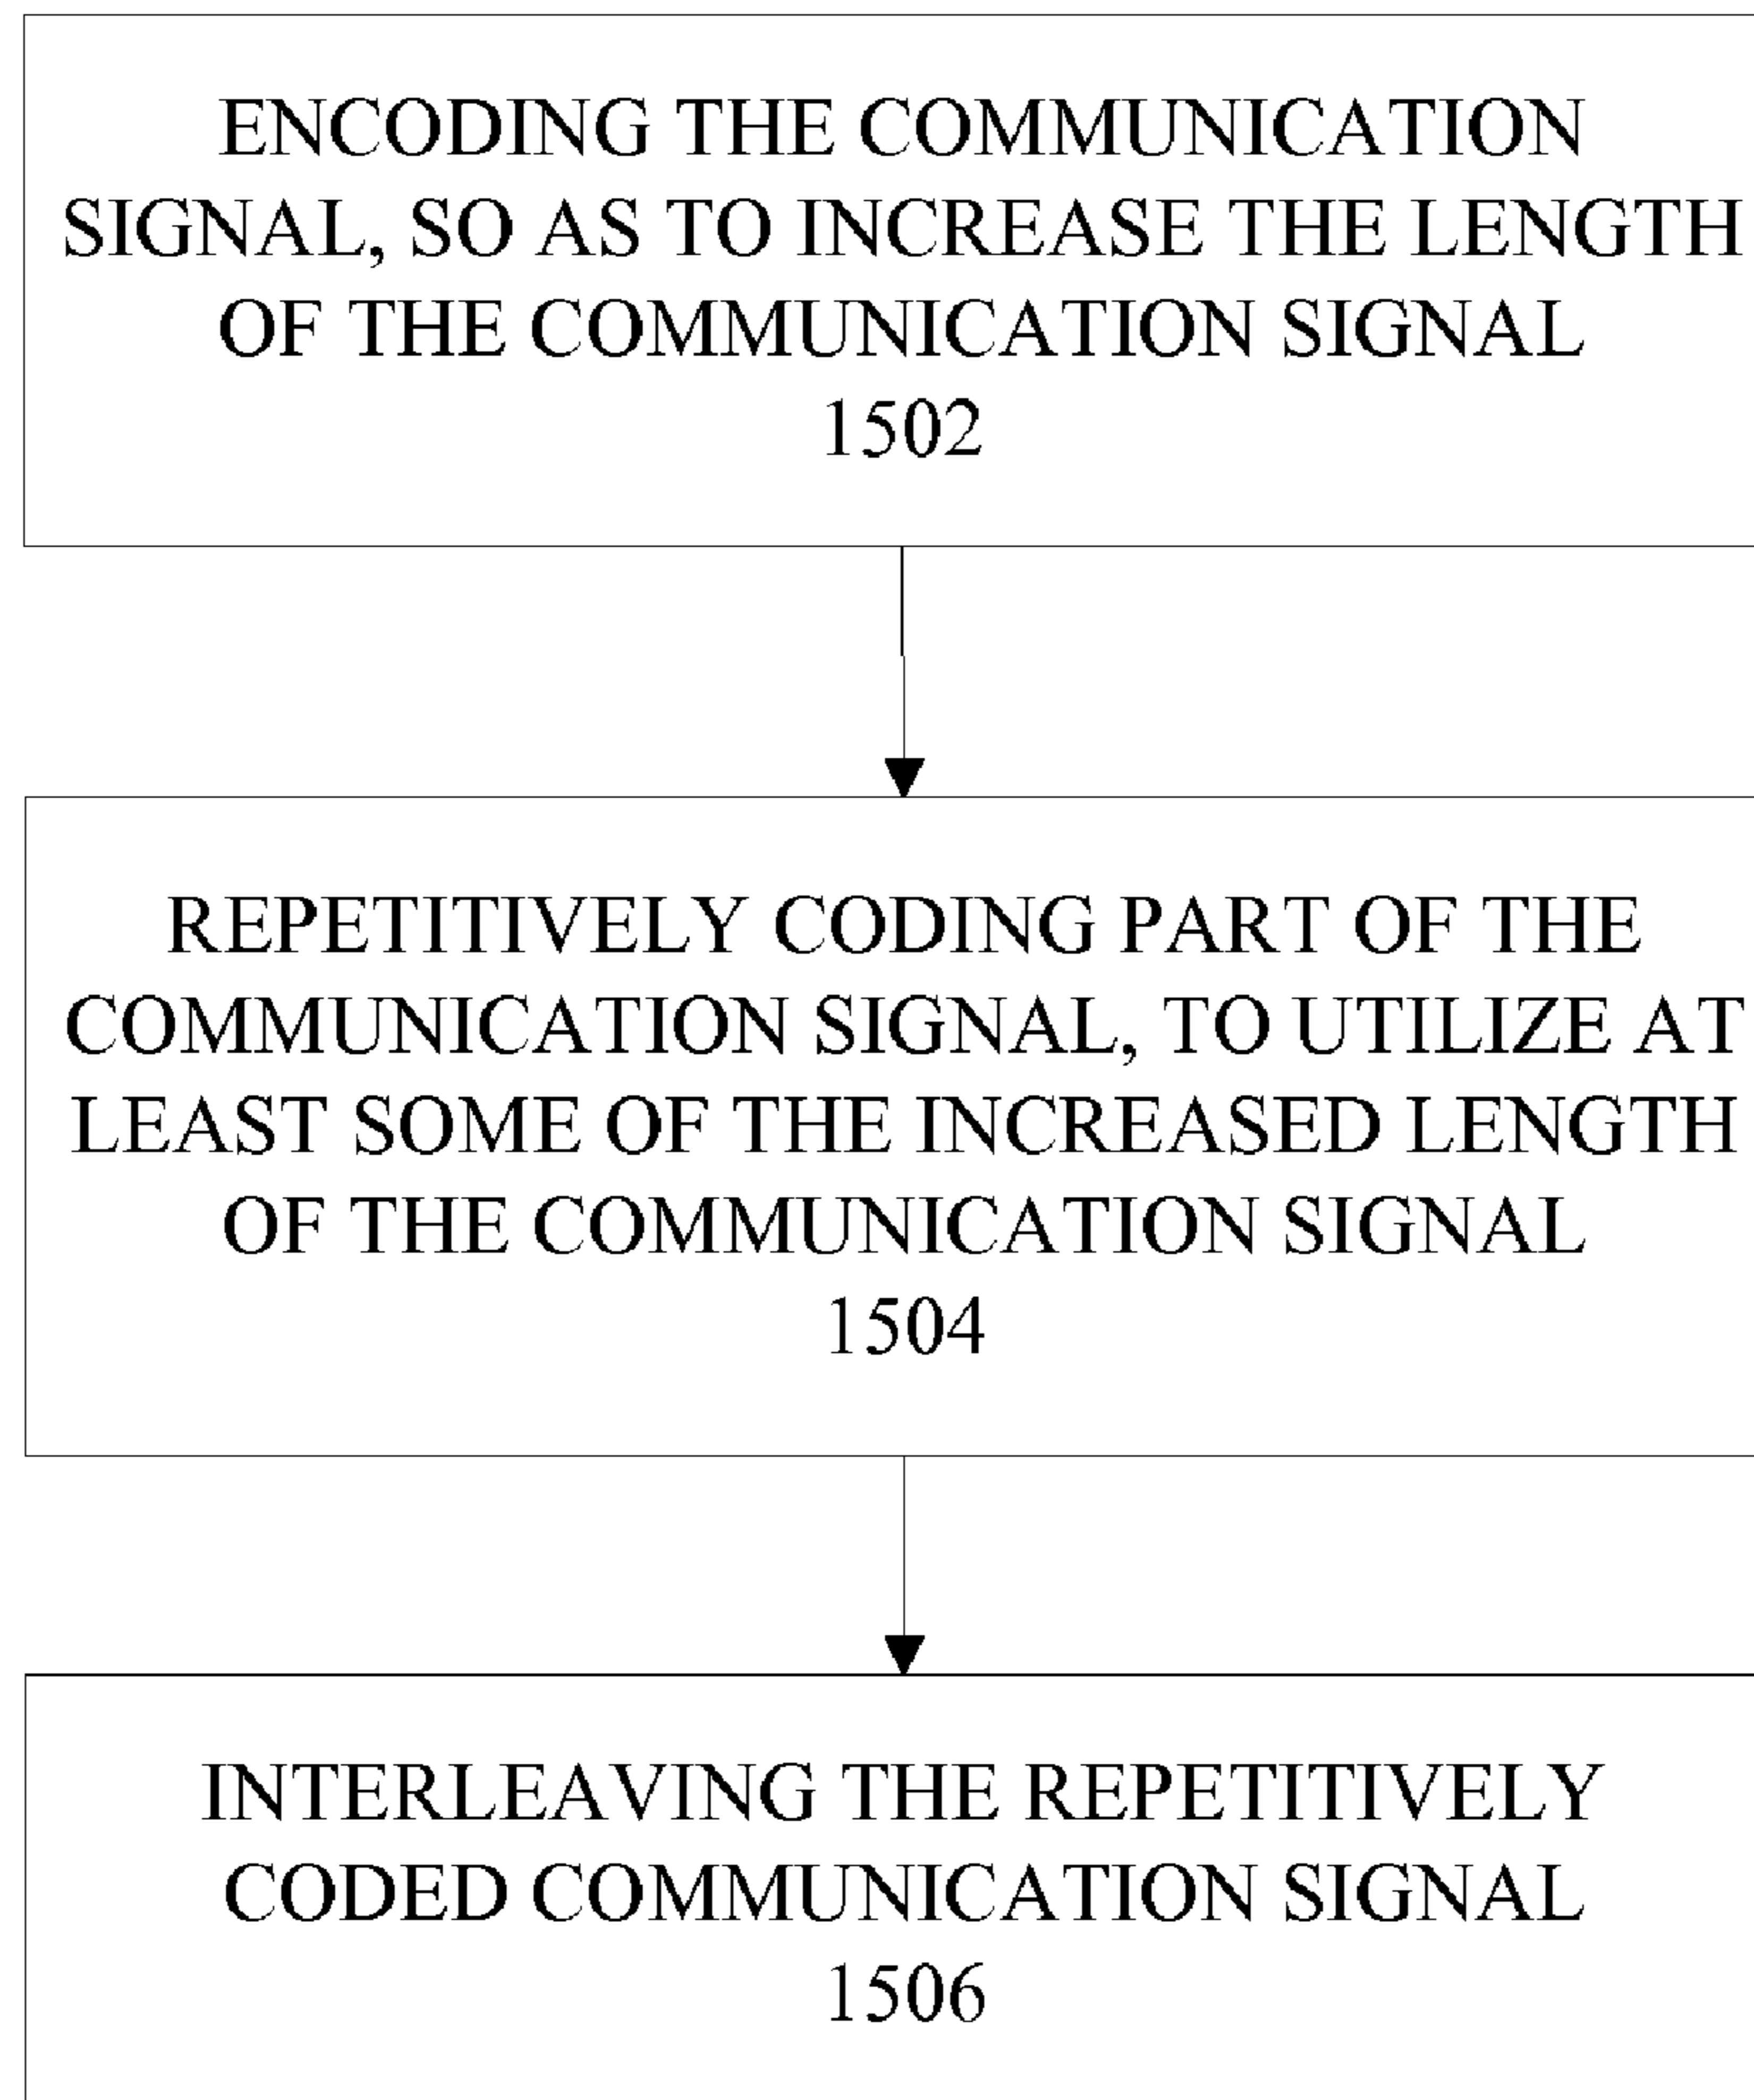 ENCODING THE COMMUNICATION
SIGNAL, SO AS TO INCREASE THE LENGTH
OF THE COMMUNICATION SIGNAL
1502
REPETITIVELY CODING PART OF THE
COMMUNICATION SIGNAL, TO UTILIZE AT
LEAST SOME OF THE INCREASED LENGTH
OF THE COMMUNICATION SIGNAL
1504
INTERLEAVING THE REPETITIVELY
CODED COMMUNICATION SIGNAL
1506